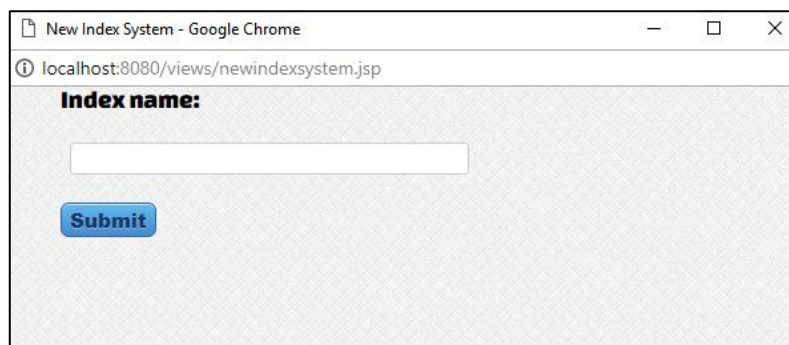 New Index System - Google Chrome
localhost:8080/views/newindexsystem.jsp
Index name:
Submit